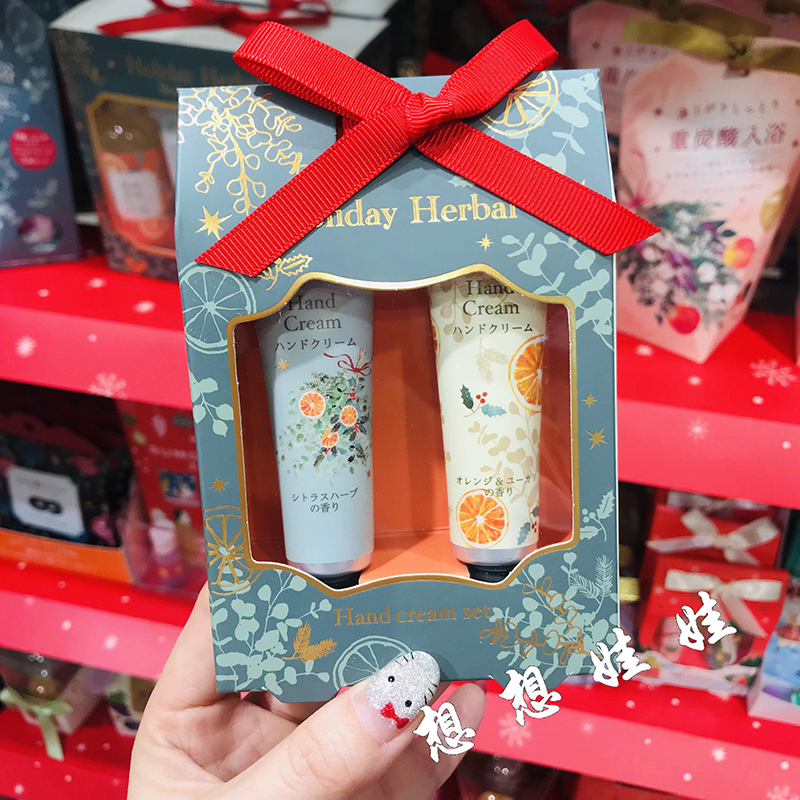 Holiday Herbal
Hand
Cream
ハンドクリーム
シトラスハーブ
の香り
Hand
Cream
ハンドクリーム
オレンジ&ユーカリ
の香り
Hand cream set
重炭酸入浴
想想娃娃